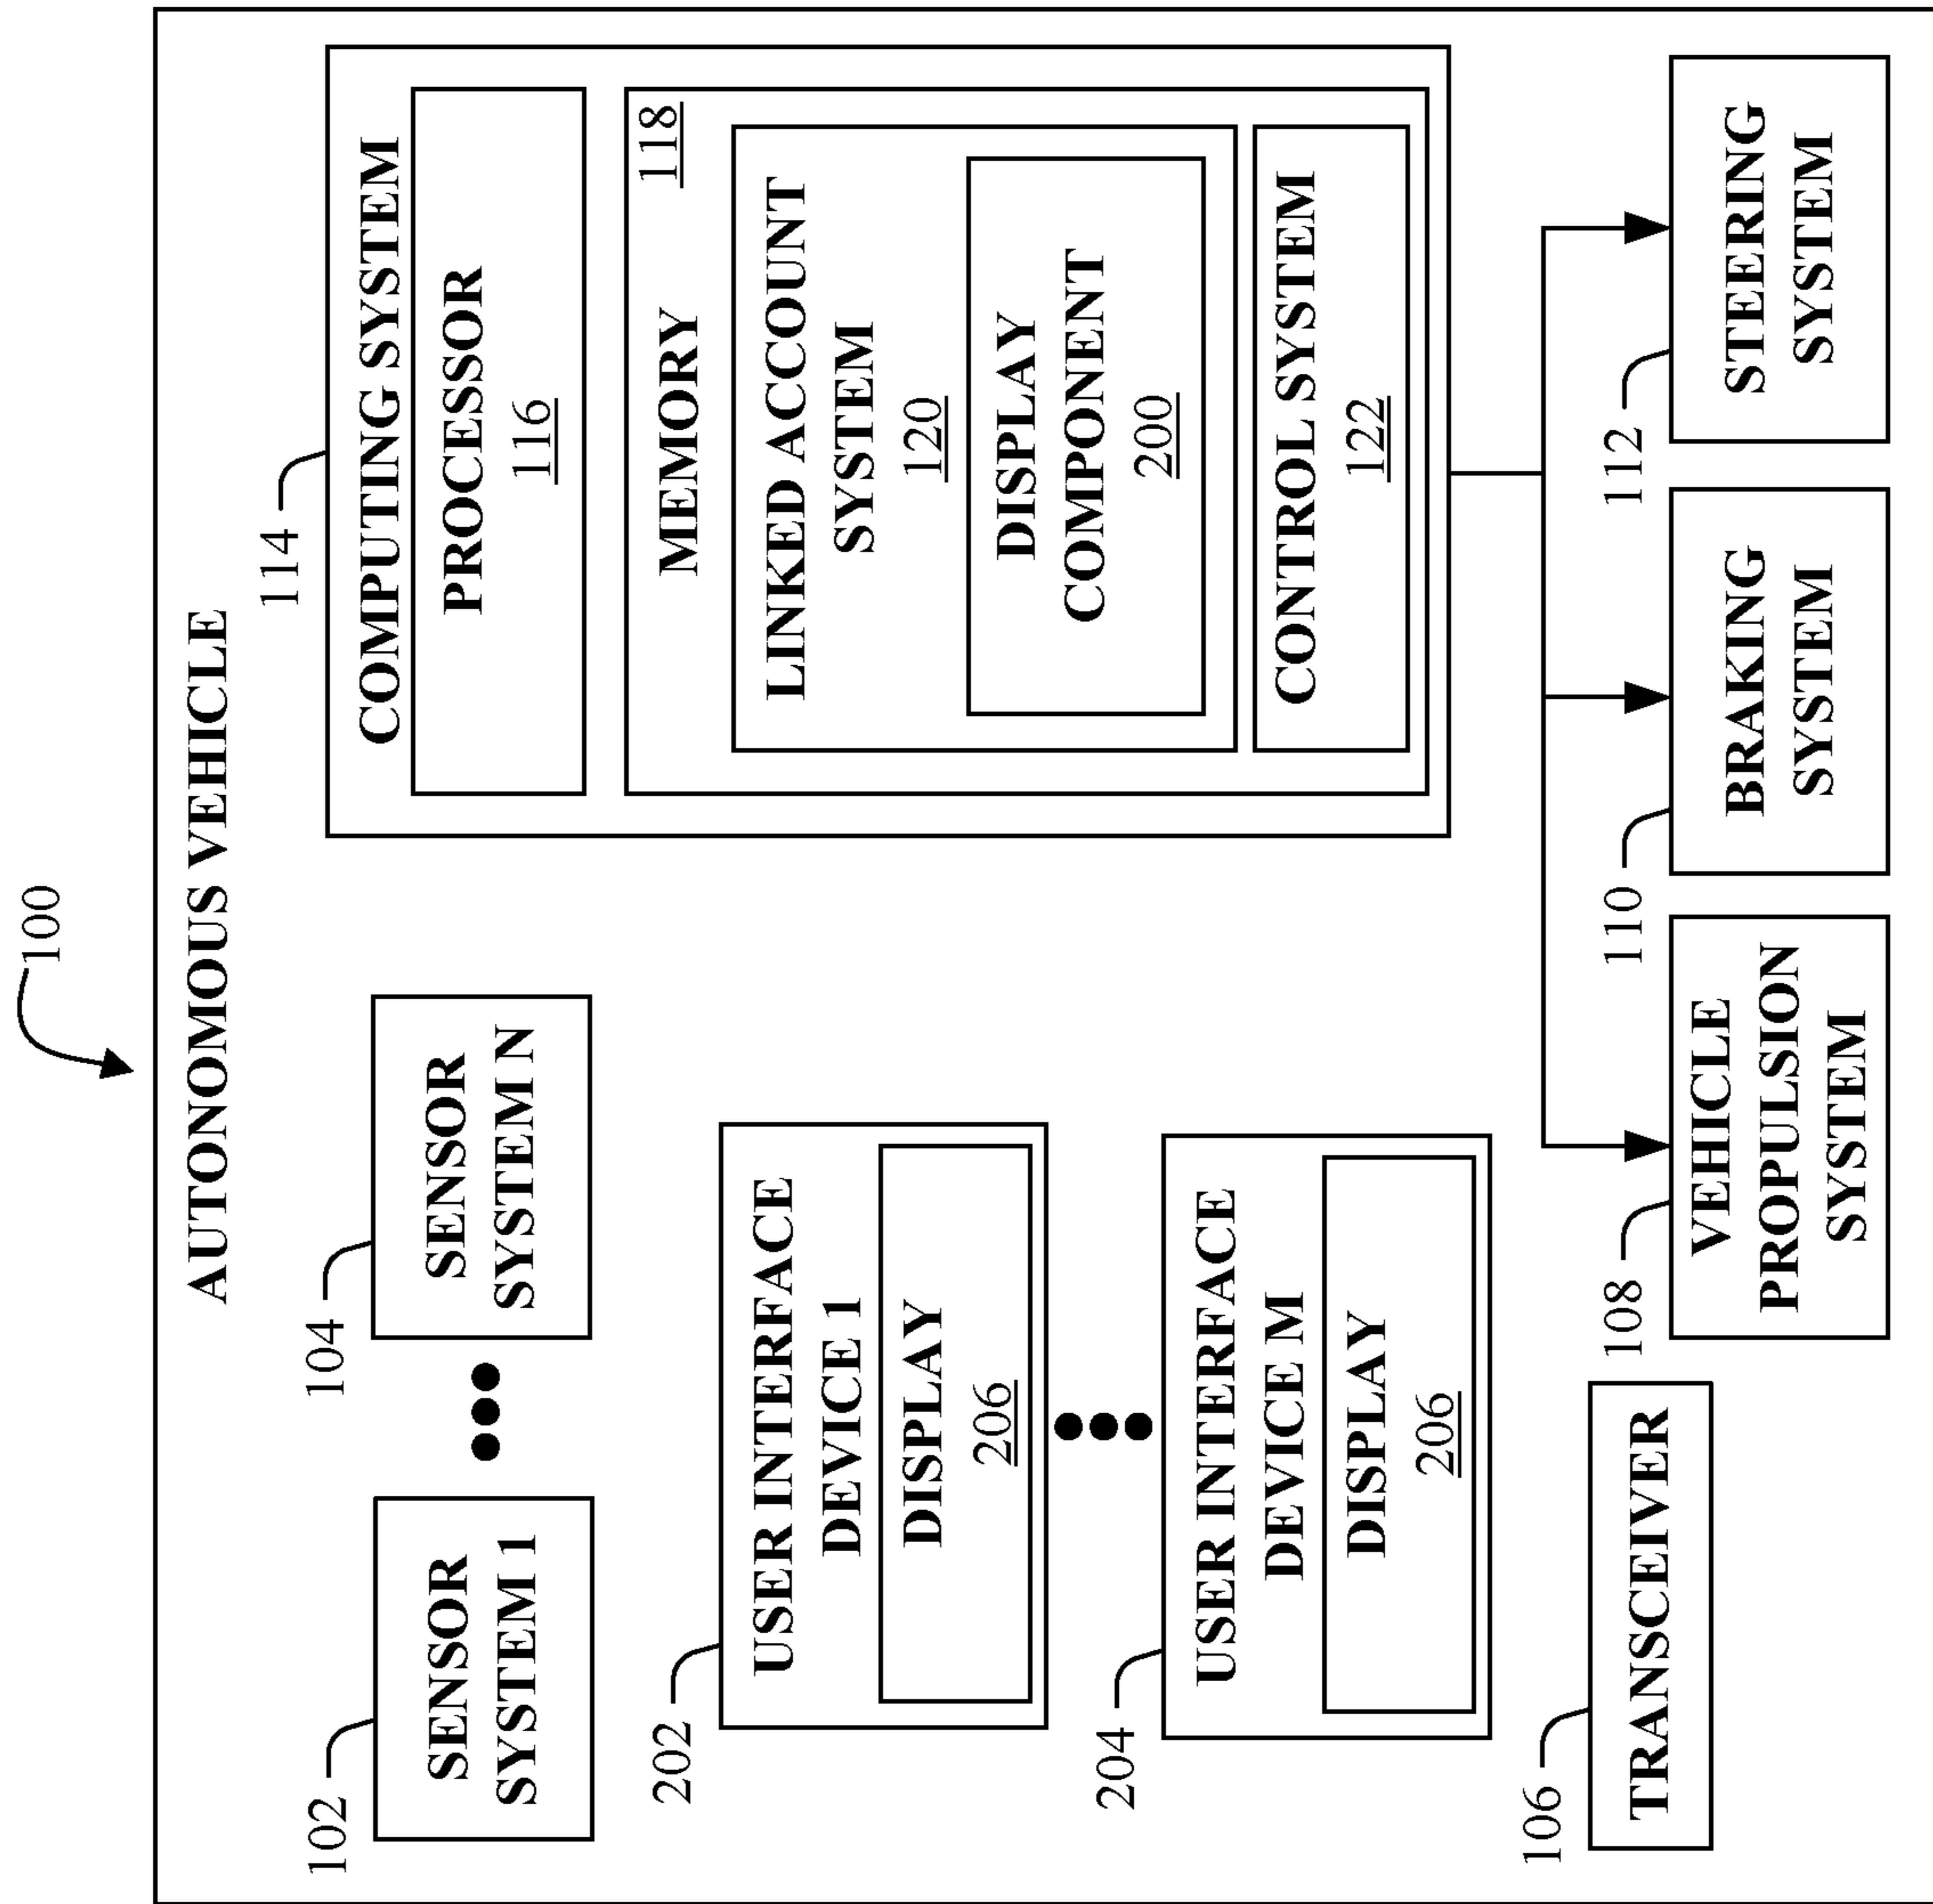 100
AUTONOMOUS VEHICLE
102
SENSOR
SYSTEM 1
104
SENSOR
SYSTEM N
114
COMPUTING SYSTEM
PROCESSOR
116
MEMORY
118
LINKED ACCOUNT
SYSTEM
120
DISPLAY
COMPONENT
200
CONTROL SYSTEM
122
202
USER INTERFACE
DEVICE 1
DISPLAY
206
204
USER INTERFACE
DEVICE M
DISPLAY
206
106
TRANSCEIVER
108
VEHICLE
PROPULSION
SYSTEM
110
BRAKING
SYSTEM
112
STEERING
SYSTEM